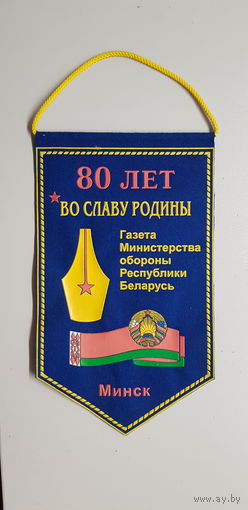 80 ЛЕТ
ВО СЛАВУ РОДИНЫ
Газета
Министерства
обороны
Республики
Беларусь
Минск
www.ay.by